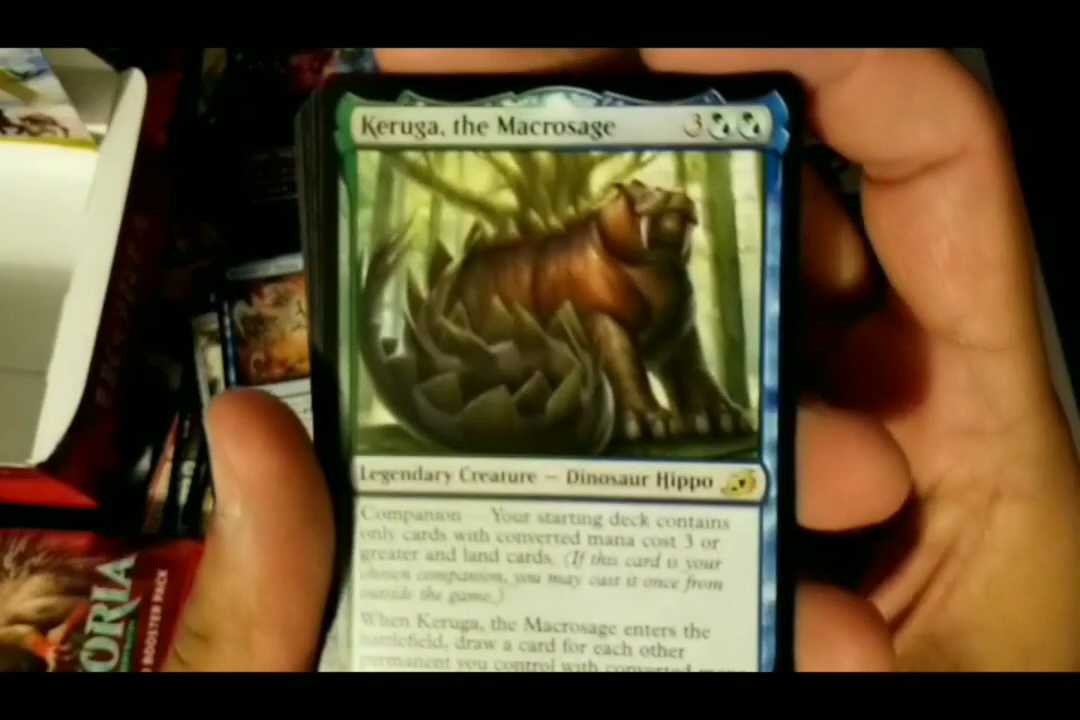 Keruga, the Macrosage 3
Legendary Creature — Dinosaur Hippo
Companion — Your starting deck contains
only cards with converted mana cost 3 or
greater and land cards. (If this card is your
chosen companion, you may cast it once from
outside the game.)
When Keruga, the Macrosage enters the
battlefield, draw a card for each other
permanent you control with converted mana
ORIA
BOOSTER PACK